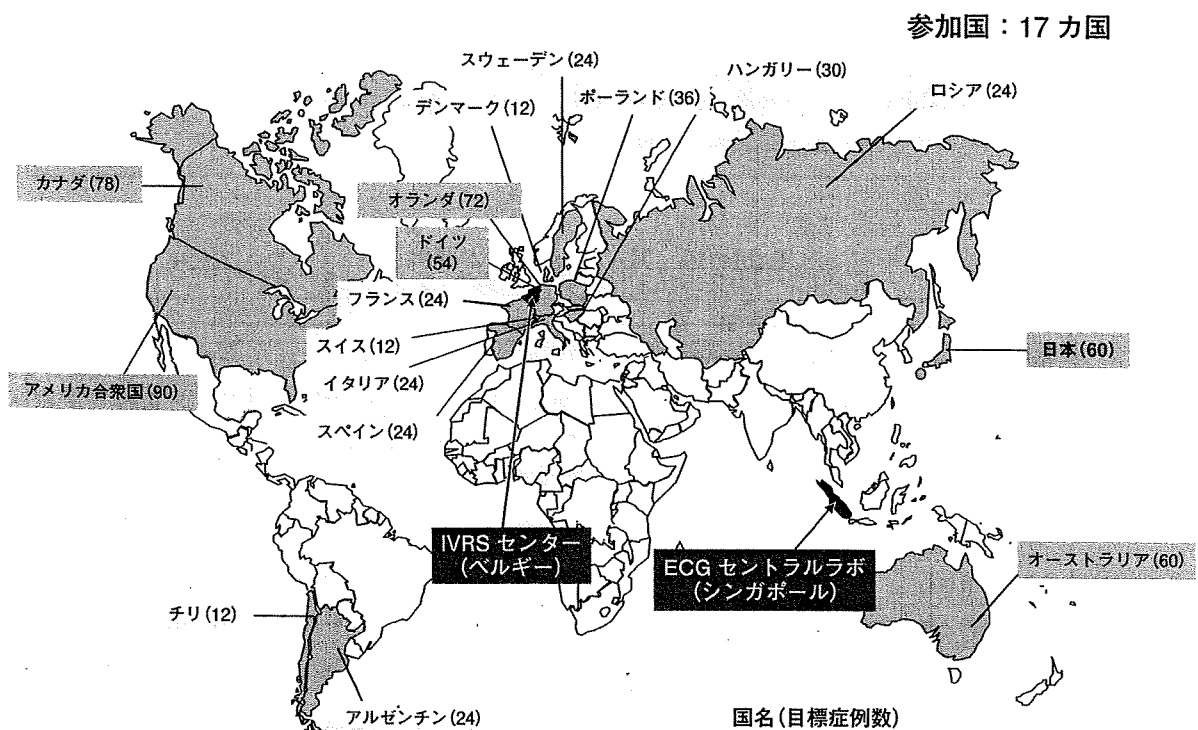 参加国：17 カ国
スウェーデン(24)
ハンガリー(30)
デンマーク(12)
ポーランド(36)
ロシア(24)
カナダ(78)
オランダ(72)
ドイツ
(54)
フランス(24)
スイス(12)
日本(60)
アメリカ合衆国(90)
イタリア(24)
スペイン(24)
IVRS センター
(ベルギー)
ECG セントラルラボ
(シンガポール)
オーストラリア(60)
チリ(12)
アルゼンチン(24)
国名(目標症例数)